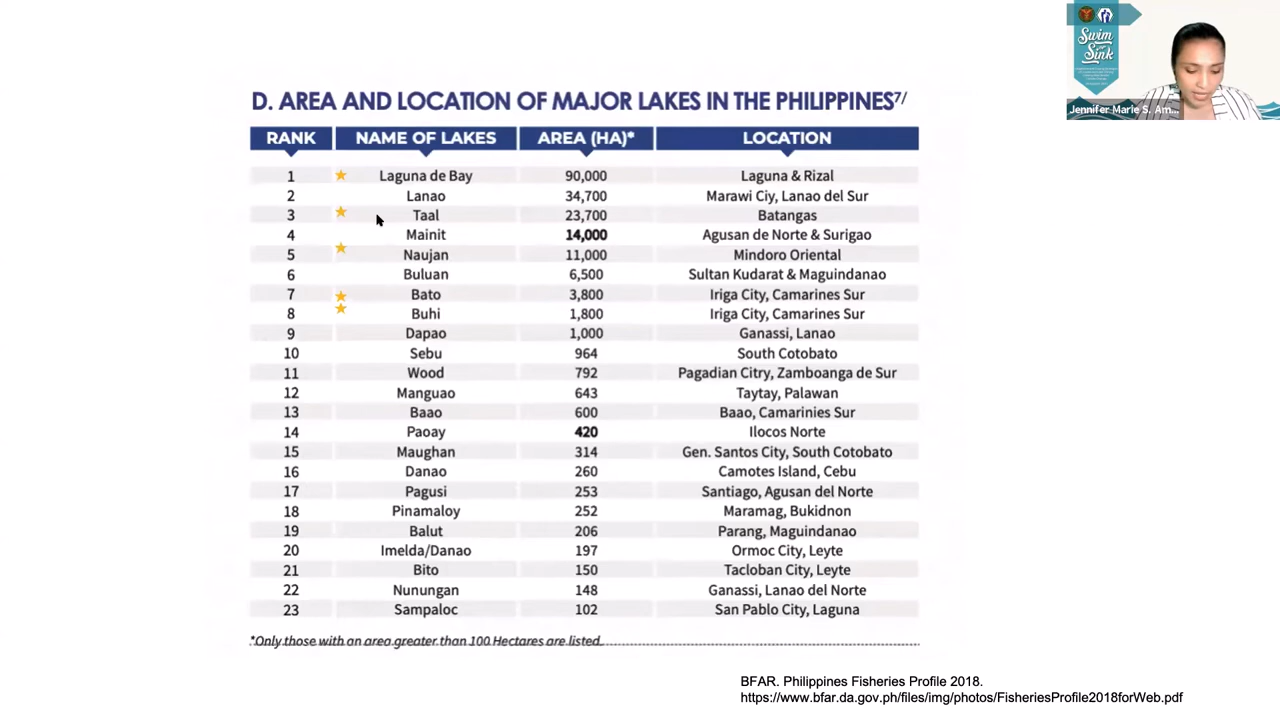 Swim
Sink
Jennifer Marie S. Am...
D. AREA AND LOCATION OF MAJOR LAKES IN THE PHILIPPINES7/
RANK NAME OF LAKES AREA (HA)* LOCATION
1 Laguna de Bay 90,000 Laguna & Rizal
2 Lanao 34,700 Marawi Ciy, Lanao del Sur
3 Taal 23,700 Batangas
4 Mainit 14,000 Agusan de Norte & Surigao
5 Naujan 11,000 Mindoro Oriental
6 Buluan 6,500 Sultan Kudarat & Maguindanao
7 Bato 3,800 Iriga City, Camarines Sur
8 Buhi 1,800 Iriga City, Camarines Sur
9 Dapao 1,000 Ganassi, Lanao
10 Sebu 964 South Cotobato
11 Wood 792 Pagadian Citry, Zamboanga de Sur
12 Manguao 643 Taytay, Palawan
13 Baao 600 Baao, Camarinies Sur
14 Paoay 420 Ilocos Norte
15 Maughan 314 Gen. Santos City, South Cotobato
16 Danao 260 Camotes Island, Cebu
17 Pagusi 253 Santiago, Agusan del Norte
18 Pinamaloy 252 Maramag, Bukidnon
19 Balut 206 Parang, Maguindanao
20 Imelda/Danao 197 Ormoc City, Leyte
21 Bito 150 Tacloban City, Leyte
22 Nunungan 148 Ganassi, Lanao del Norte
23 Sampaloc 102 San Pablo City, Laguna
*Only those with an area greater than 100 Hectares are listed.
BFAR. Philippines Fisheries Profile 2018.
https://www.bfar.da.gov.ph/files/img/photos/FisheriesProfile2018forWeb.pdf